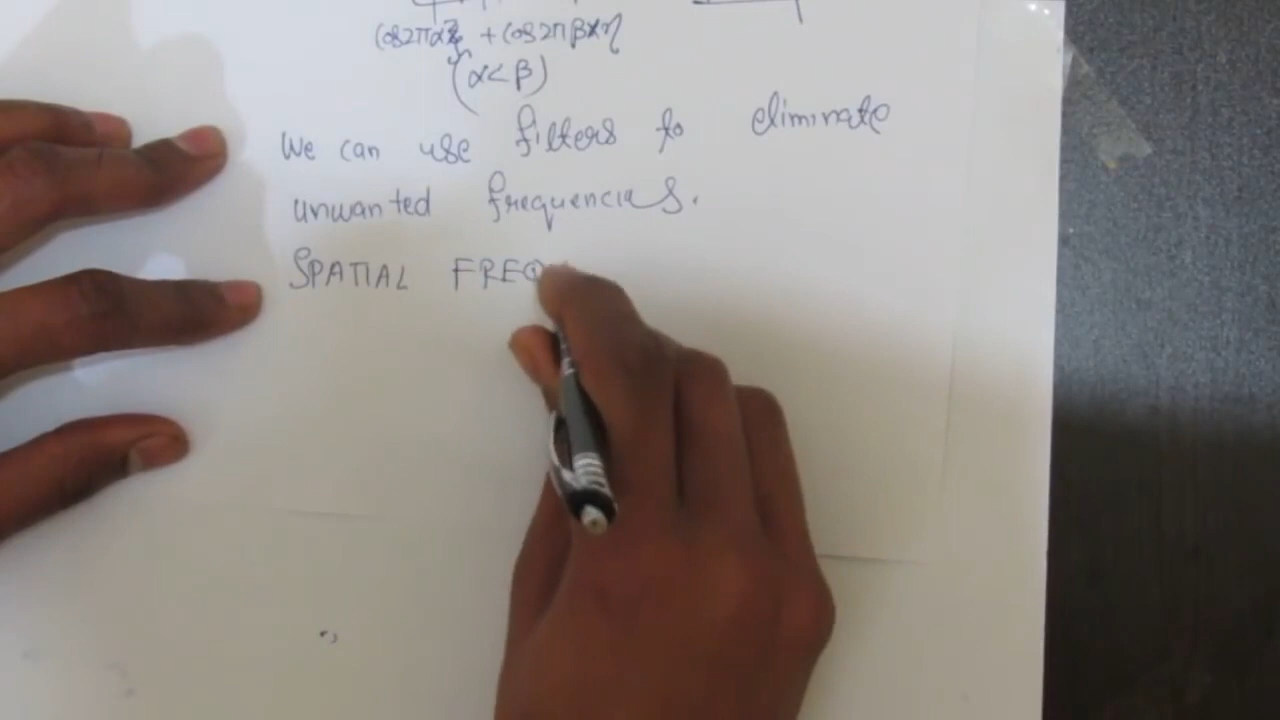 cos2παξ + cos2πβη
(α<β)
We can use filters to eliminate
unwanted frequencies.
SPATIAL FREQ